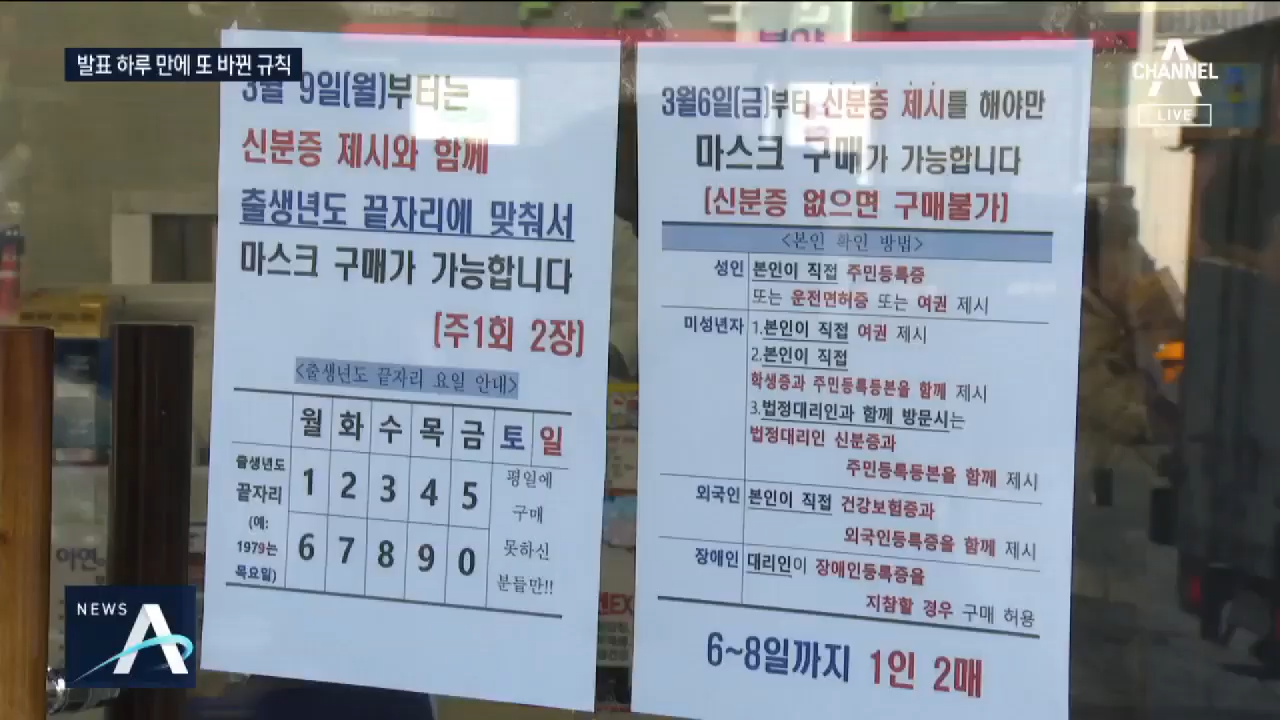 발표 하루 만에 또 바뀐 규칙
CHANNEL A
LIVE
3월 9일(월)부터는
신분증 제시와 함께
출생년도 끝자리에 맞춰서
마스크 구매가 가능합니다
(주1회 2장)
<출생년도 끝자리 요일 안내>
월 화 수 목 금 토 일
출생년도
끝자리
(예:
1979는
목요일)
1 2 3 4 5
6 7 8 9 0
평일에
구매
못하신
분들만!!
3월6일(금)부터 신분증 제시를 해야만
마스크 구매가 가능합니다
(신분증 없으면 구매불가)
<본인 확인 방법>
성인 본인이 직접 주민등록증
또는 운전면허증 또는 여권 제시
미성년자 1.본인이 직접 여권 제시
2.본인이 직접
학생증과 주민등록등본을 함께 제시
3.법정대리인과 함께 방문시는
법정대리인 신분증과
주민등록등본을 함께 제시
외국인 본인이 직접 건강보험증과
외국인등록증을 함께 제시
장애인 대리인이 장애인등록증을
지참할 경우 구매 허용
6~8일까지 1인 2매
NEWS A